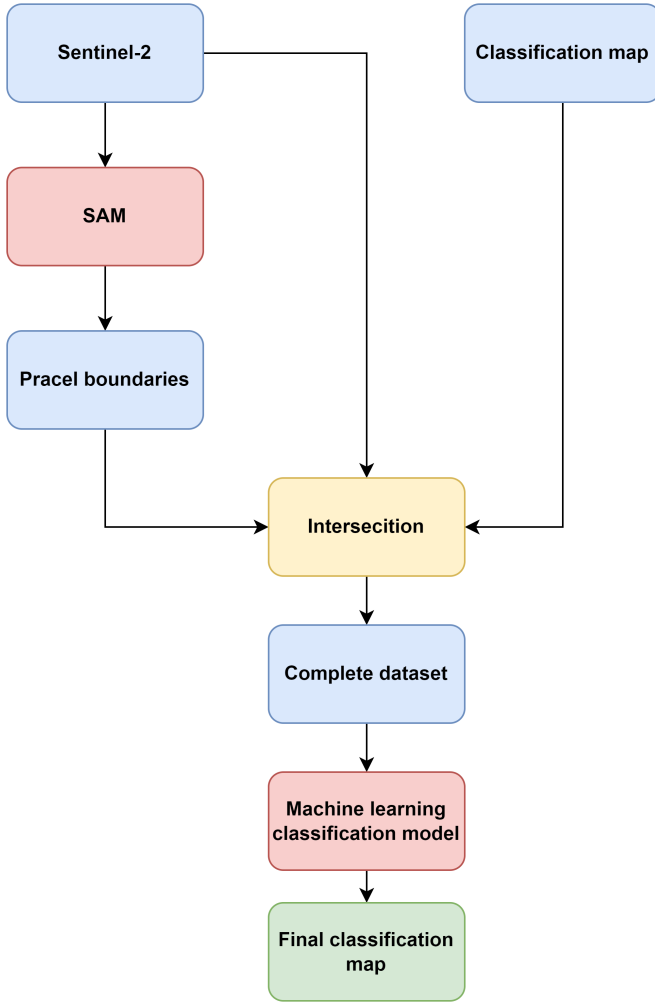 Sentinel-2
Classification map
SAM
Pracel boundaries
Intersecition
Complete dataset
Machine learning
classification model
Final classification
map